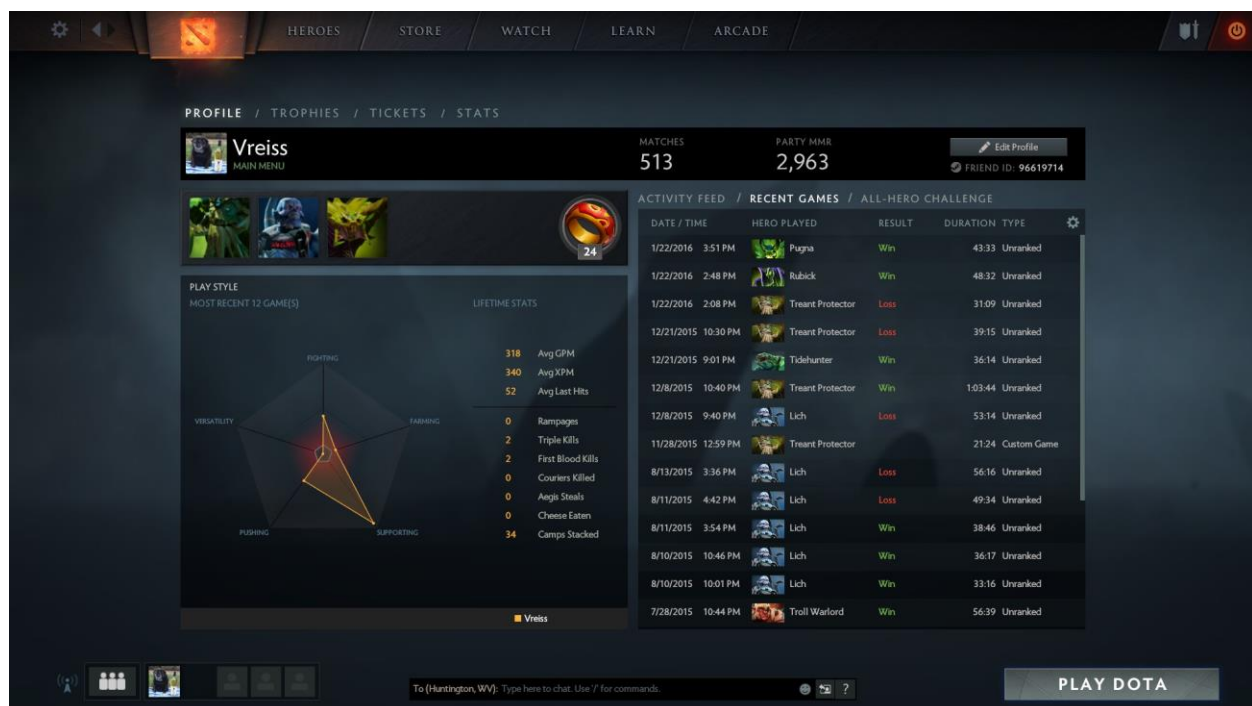 HEROES STORE WATCH LEARN ARCADE
PROFILE / TROPHIES / TICKETS / STATS
Vreiss
MAIN MENU
MATCHES
513
PARTY MMR
2,963
Edit Profile
FRIEND ID: 96619714
24
PLAY STYLE
MOST RECENT 12 GAME(S)
FIGHTING
VERSATILITY
FARMING
PUSHING
SUPPORTING
LIFETIME STATS
318 Avg GPM
340 Avg XPM
52 Avg Last Hits
0 Rampages
2 Triple Kills
2 First Blood Kills
0 Couriers Killed
0 Aegis Steals
0 Cheese Eaten
34 Camps Stacked
Vreiss
ACTIVITY FEED / RECENT GAMES / ALL-HERO CHALLENGE
DATE / TIME HERO PLAYED RESULT DURATION TYPE
1/22/2016 3:51 PM Pugna Win 43:33 Unranked
1/22/2016 2:48 PM Rubick Win 48:32 Unranked
1/22/2016 2:08 PM Treant Protector Loss 31:09 Unranked
12/21/2015 10:30 PM Treant Protector Loss 39:15 Unranked
12/21/2015 9:01 PM Tidehunter Win 36:14 Unranked
12/8/2015 10:40 PM Treant Protector Win 1:03:44 Unranked
12/8/2015 9:40 PM Lich Loss 53:14 Unranked
11/28/2015 12:59 PM Treant Protector 21:24 Custom Game
8/13/2015 3:36 PM Lich Loss 56:16 Unranked
8/11/2015 4:42 PM Lich Loss 49:34 Unranked
8/11/2015 3:54 PM Lich Win 38:46 Unranked
8/10/2015 10:46 PM Lich Win 36:17 Unranked
8/10/2015 10:01 PM Lich Win 33:16 Unranked
7/28/2015 10:44 PM Troll Warlord Win 56:39 Unranked
To (Huntington, WV): Type here to chat. Use '/' for commands.
?
PLAY DOTA